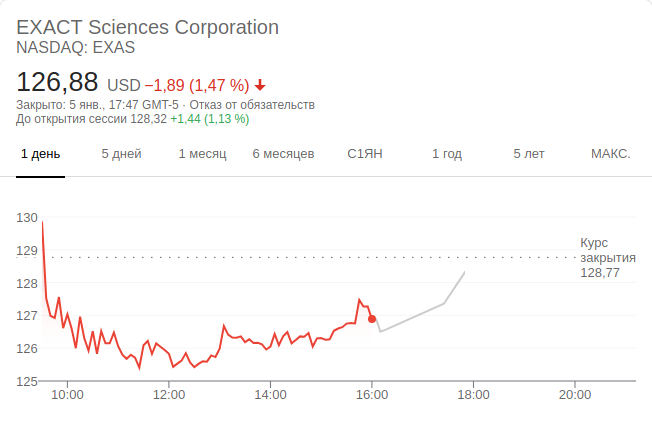 EXACT Sciences Corporation
NASDAQ: EXAS
126,88 USD −1,89 (1,47 %)
Закрыто: 5 янв., 17:47 GMT-5 · Отказ от обязательств
До открытия сессии 128,32 +1,44 (1,13 %)
1 день 5 дней 1 месяц 6 месяцев С1ЯН 1 год 5 лет МАКС.
130
129
128
127
126
125
Курс
закрытия
128,77
10:00 12:00 14:00 16:00 18:00 20:00